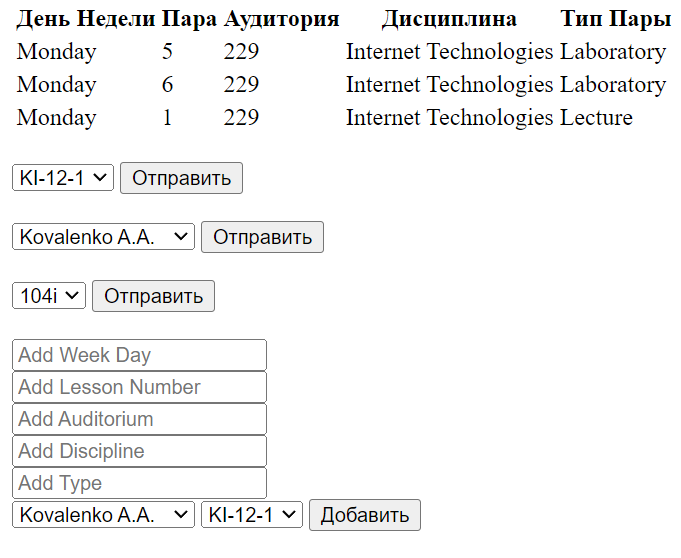 День Недели Пара Аудитория Дисциплина Тип Пары
Monday 5 229 Internet Technologies Laboratory
Monday 6 229 Internet Technologies Laboratory
Monday 1 229 Internet Technologies Lecture
KI-12-1 Отправить
Kovalenko A.A. Отправить
104i Отправить
Add Week Day
Add Lesson Number
Add Auditorium
Add Discipline
Add Type
Kovalenko A.A. KI-12-1 Добавить